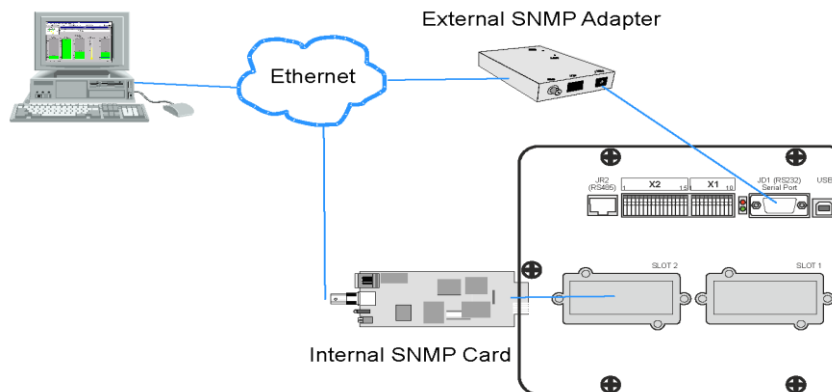 External SNMP Adapter
Ethernet
JR2
(RS485)
1 X2 15
1 X1 10
JD1 (RS232)
Serial Port
USB
SLOT 2
SLOT 1
Internal SNMP Card